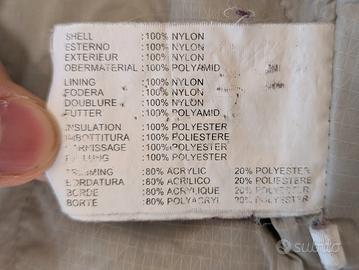 SHELL :100% NYLON
ESTERNO :100% NYLON
EXTERIEUR :100% NYLON
OBERMATERIAL :100% POLYAMID
LINING :100% NYLON
FODERA :100% NYLON
DOUBLURE :100% NYLON
FUTTER :100% POLYAMID
INSULATION :100% POLYESTER
IMBOTTITURA :100% POLIESTERE
:100% POLYESTER
:100% POLYESTER
TRIMMING :80% ACRYLIC 20% POLYESTER
BORDATURA :80% ACRILICO 20% POLIESTERE
BORDE :80% ACRYLIQUE 20% POLYESTER
BORTE :80% POLYACRYL 20% POLYESTER
subito